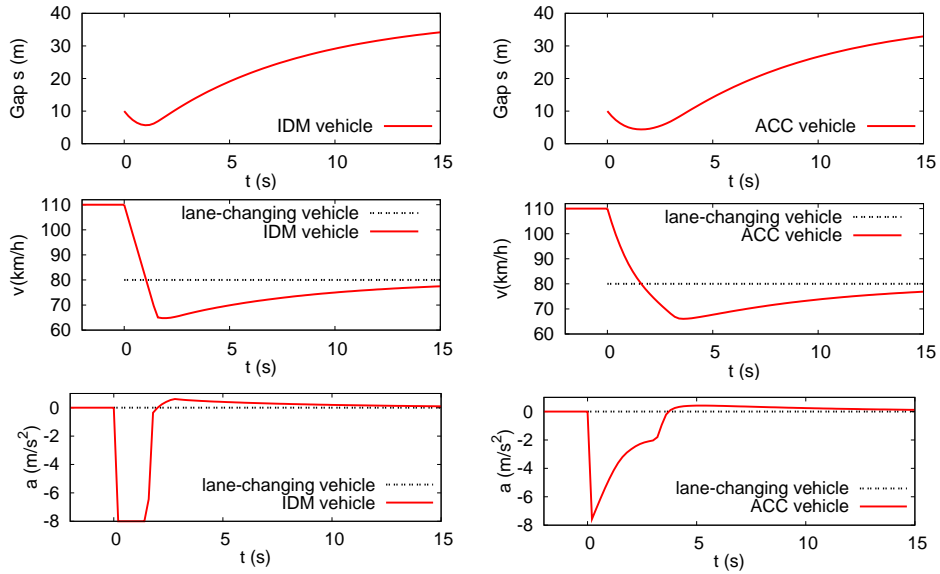 40
30
20
10
0
Gap s (m)
IDM vehicle
0 5 10 15
t (s)
40
30
20
10
0
Gap s (m)
ACC vehicle
0 5 10 15
t (s)
110
100
90
80
70
60
v(km/h)
lane-changing vehicle
IDM vehicle
0 5 10 15
t (s)
110
100
90
80
70
60
v(km/h)
lane-changing vehicle
ACC vehicle
0 5 10 15
t (s)
0
-2
-4
-6
-8
a (m/s²)
lane-changing vehicle
IDM vehicle
0 5 10 15
t (s)
0
-2
-4
-6
-8
a (m/s²)
lane-changing vehicle
ACC vehicle
0 5 10 15
t (s)